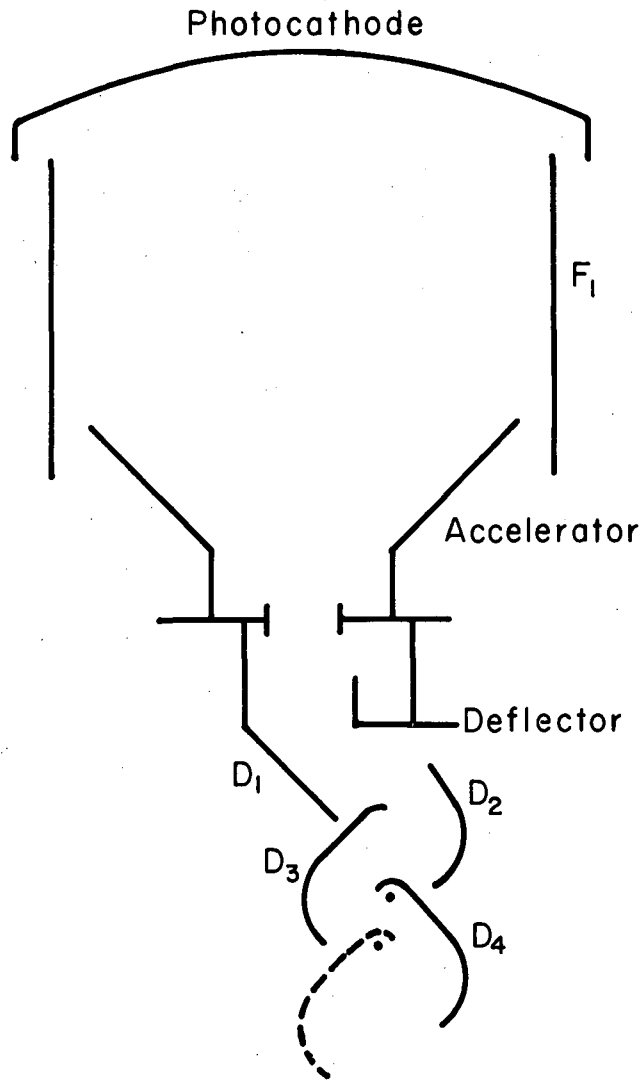 Photocathode
F₁
Accelerator
Deflector
D₁
D₂
D₃
D₄